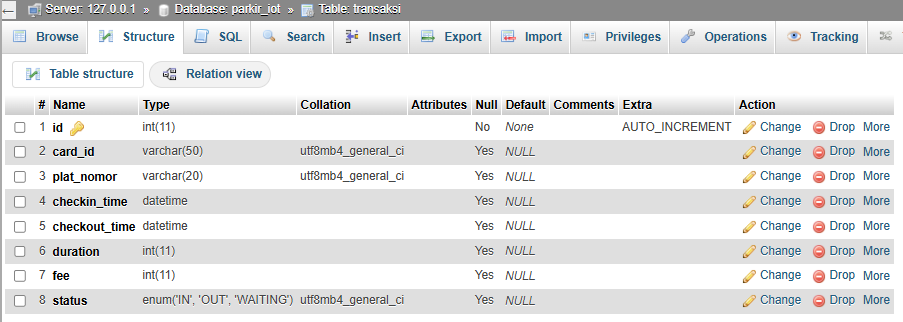 Server: 127.0.0.1 » Database: parkir_iot » Table: transaksi
Browse Structure SQL Search Insert Export Import Privileges Operations Tracking
Table structure Relation view
# Name Type Collation Attributes Null Default Comments Extra Action
1 id int(11) No None AUTO_INCREMENT Change Drop More
2 card_id varchar(50) utf8mb4_general_ci Yes NULL Change Drop More
3 plat_nomor varchar(20) utf8mb4_general_ci Yes NULL Change Drop More
4 checkin_time datetime Yes NULL Change Drop More
5 checkout_time datetime Yes NULL Change Drop More
6 duration int(11) Yes NULL Change Drop More
7 fee int(11) Yes NULL Change Drop More
8 status enum('IN', 'OUT', 'WAITING') utf8mb4_general_ci Yes NULL Change Drop More